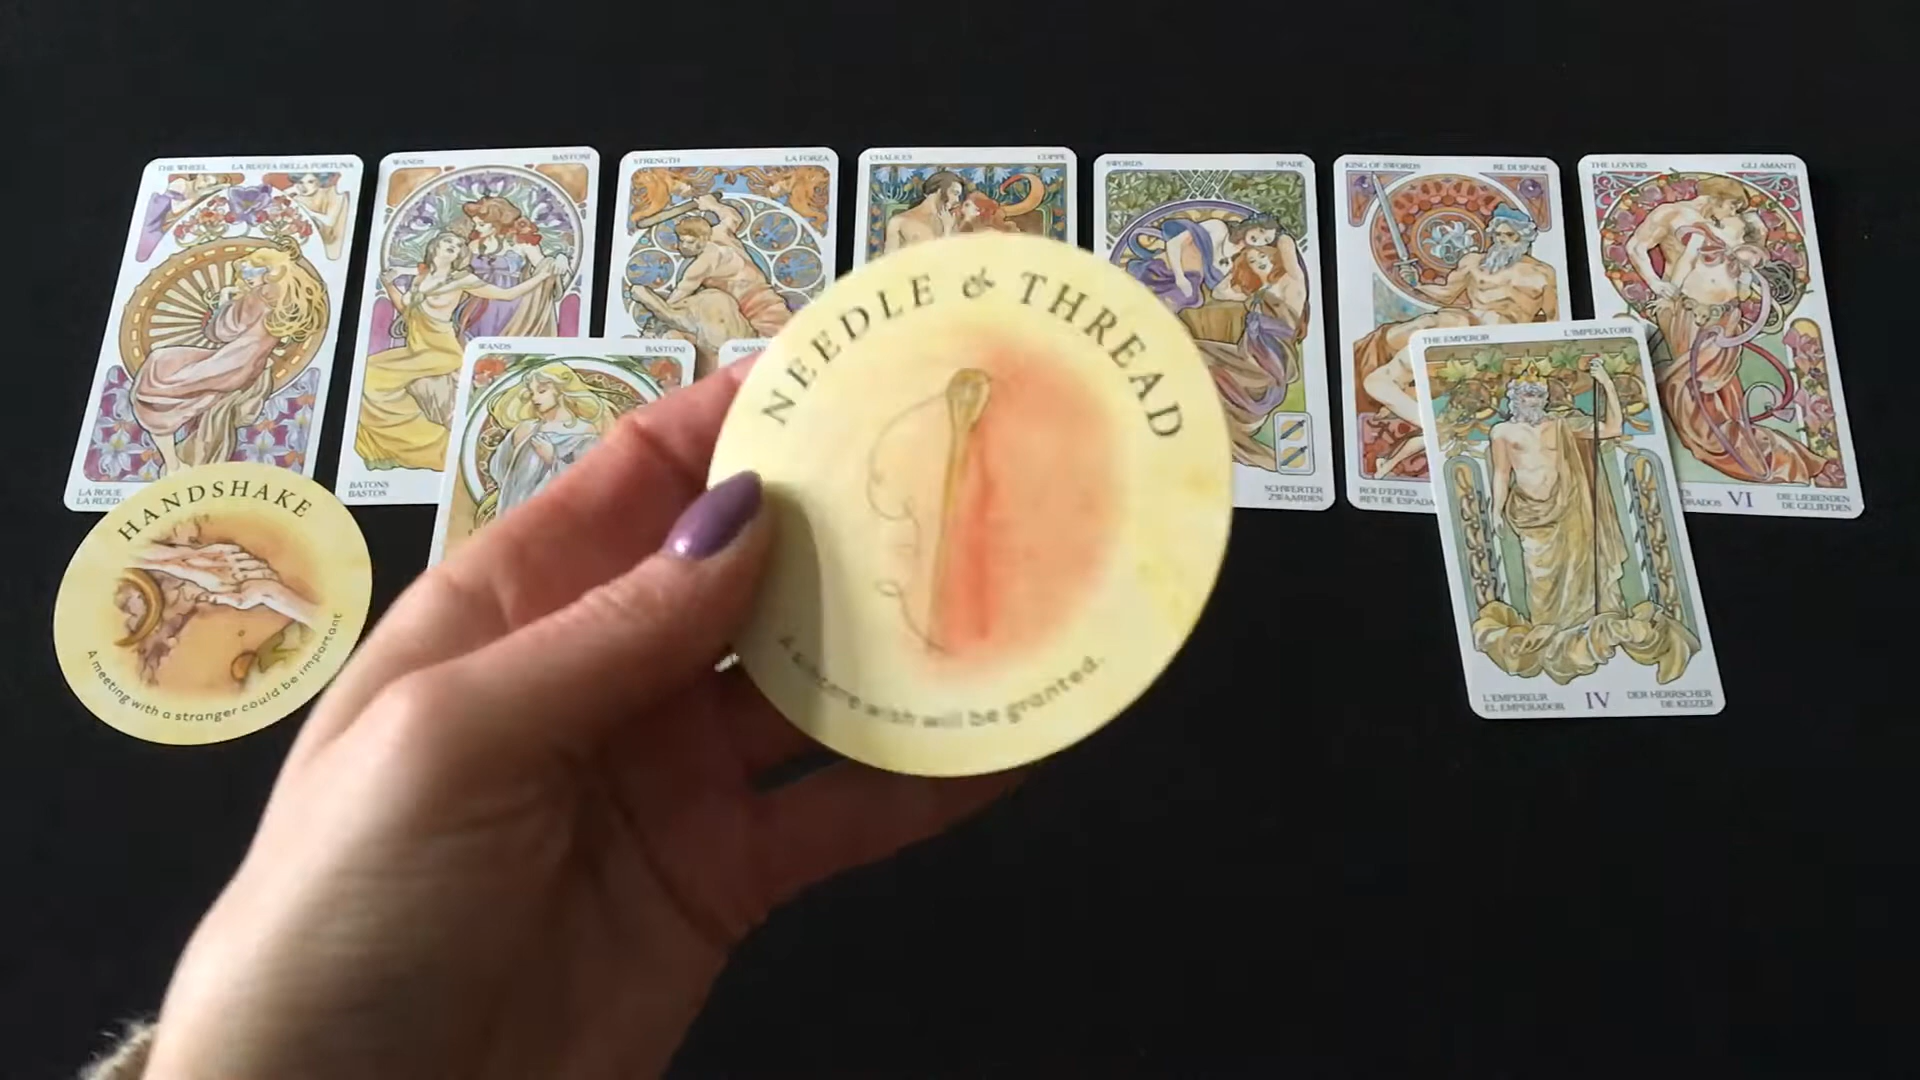 THE WHEEL LA RUOTA DELLA FORTUNA
LA ROUE
WANDS BASTONI
BATONS
BASTOS
STRENGTH LA FORZA
CHALICES COPPE
SWORDS SPADE
SCHWERTER
ZWAARDEN
KING OF SWORDS RE DI SPADE
ROI D'EPEES
REY DE ESPADA
THE LOVERS GLI AMANTI
VI DIE LIEBENDEN
DE GELIEFDEN
WANDS BASTONI
THE EMPEROR L'IMPERATORE
L'EMPEREUR IV DER HERRSCHER
EL EMPERADOR DE KEIZER
HANDSHAKE
A meeting with a stranger could be important
NEEDLE & THREAD
A sincere wish will be granted.